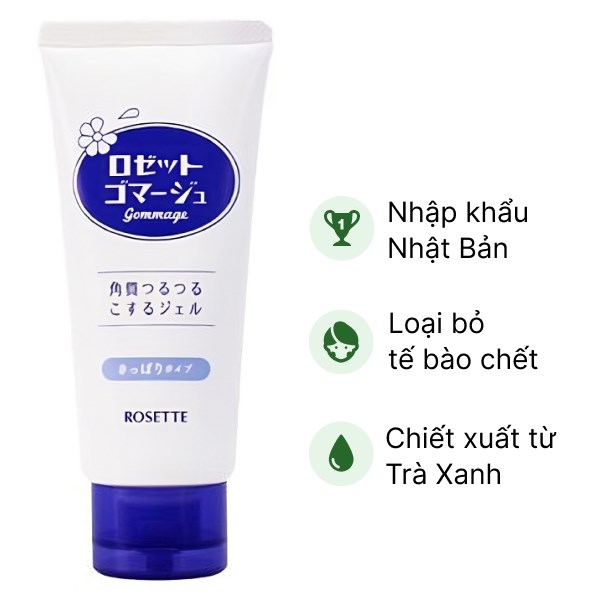 ロゼット
ゴマージュ
Gommage
角質つるつる
こするジェル
さっぱりタイプ
ROSETTE
1
Nhập khẩu
Nhật Bản
Loại bỏ
tế bào chết
Chiết xuất từ
Trà Xanh